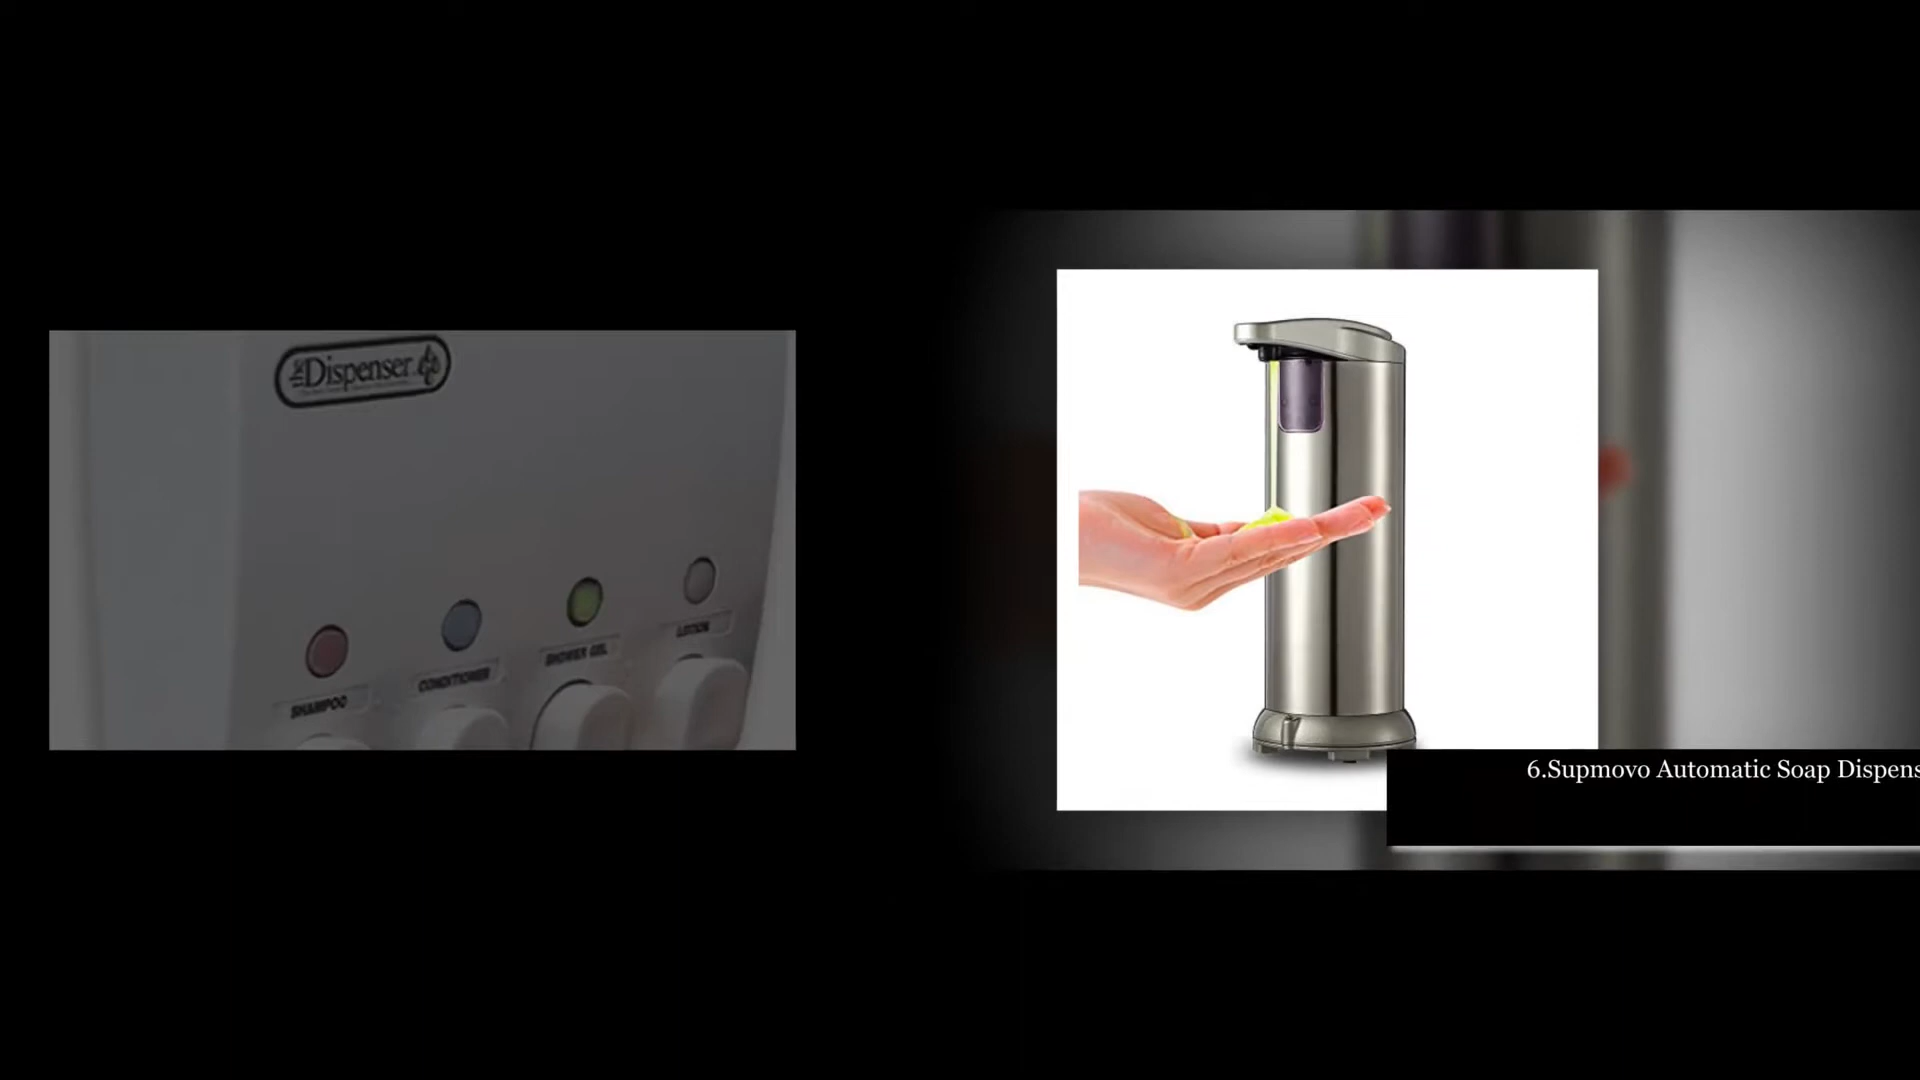 the Dispenser
SHAMPOO
CONDITIONER
SHOWER GEL
LOTION
6.Supmovo Automatic Soap Dispens